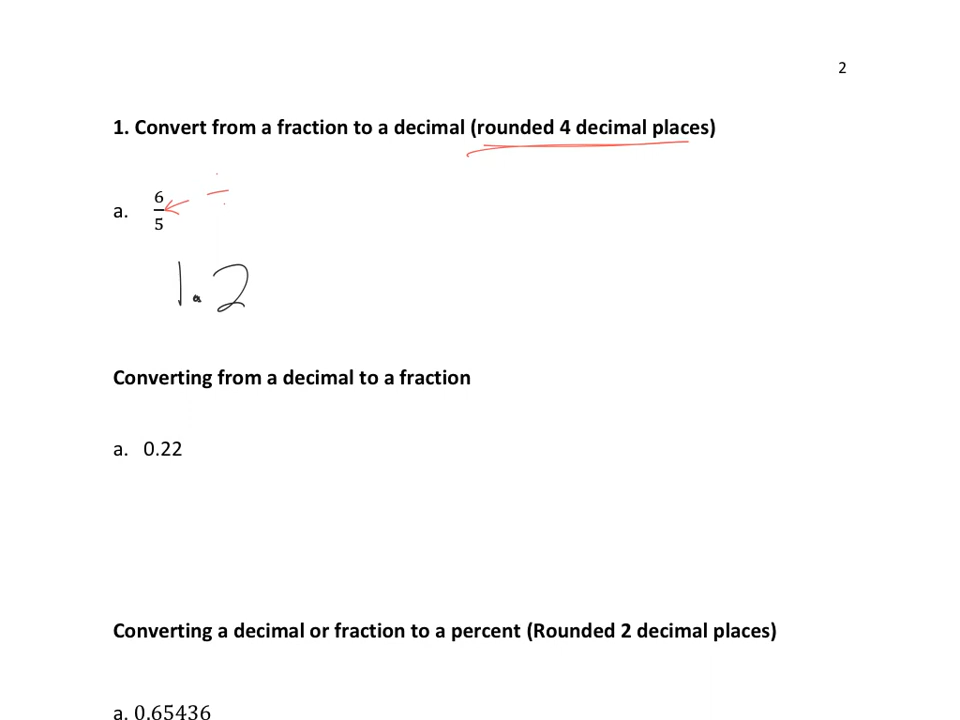 2
1. Convert from a fraction to a decimal (rounded 4 decimal places)
a. 6/5
÷
1.2
Converting from a decimal to a fraction
a. 0.22
Converting a decimal or fraction to a percent (Rounded 2 decimal places)
a. 0.65436